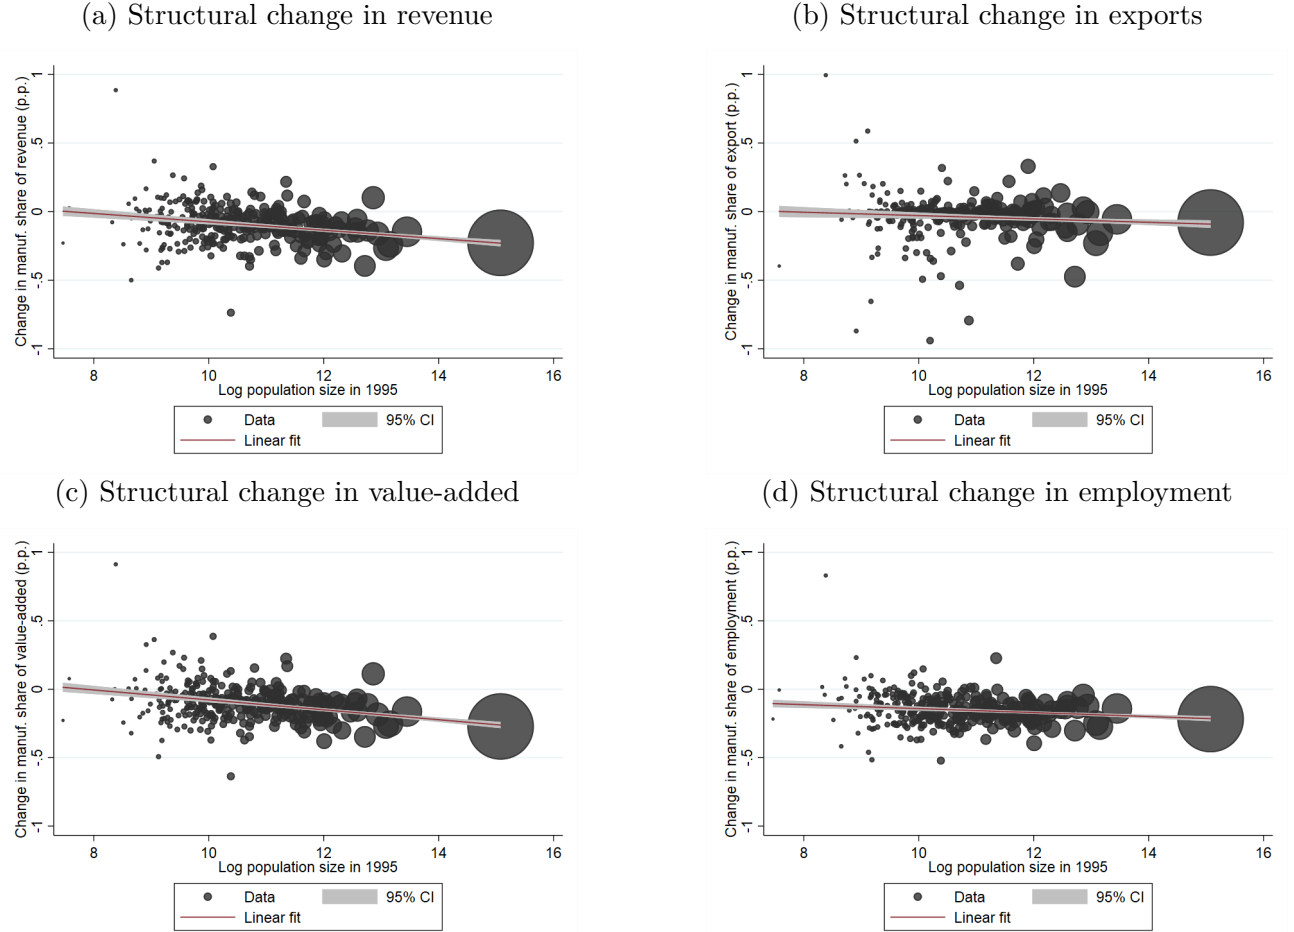 (a) Structural change in revenue
Change in manuf. share of revenue (p.p.)
1
.5
0
-.5
-1
8 10 12 14 16
Log population size in 1995
Data 95% CI
Linear fit
(b) Structural change in exports
Change in manuf. share of export (p.p.)
1
.5
0
-.5
-1
8 10 12 14 16
Log population size in 1995
Data 95% CI
Linear fit
(c) Structural change in value-added
Change in manuf. share of value-added (p.p.)
1
.5
0
-.5
-1
8 10 12 14 16
Log population size in 1995
Data 95% CI
Linear fit
(d) Structural change in employment
Change in manuf. share of employment (p.p.)
1
.5
0
-.5
-1
8 10 12 14 16
Log population size in 1995
Data 95% CI
Linear fit